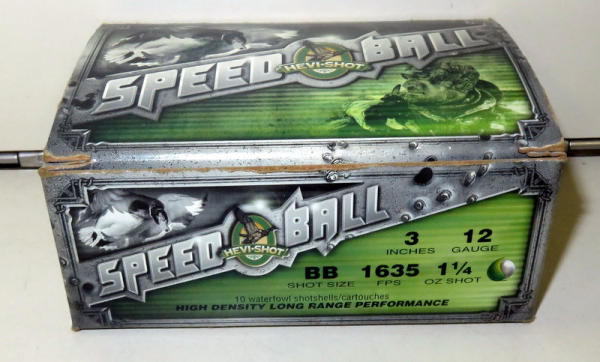 SPEED HEVI-SHOT BALL
SPEED HEVI-SHOT BALL
3 12
INCHES GAUGE
BB 1635 1¼
SHOT SIZE FPS OZ SHOT
10 waterfowl shotshells/cartouches
HIGH DENSITY LONG RANGE PERFORMANCE